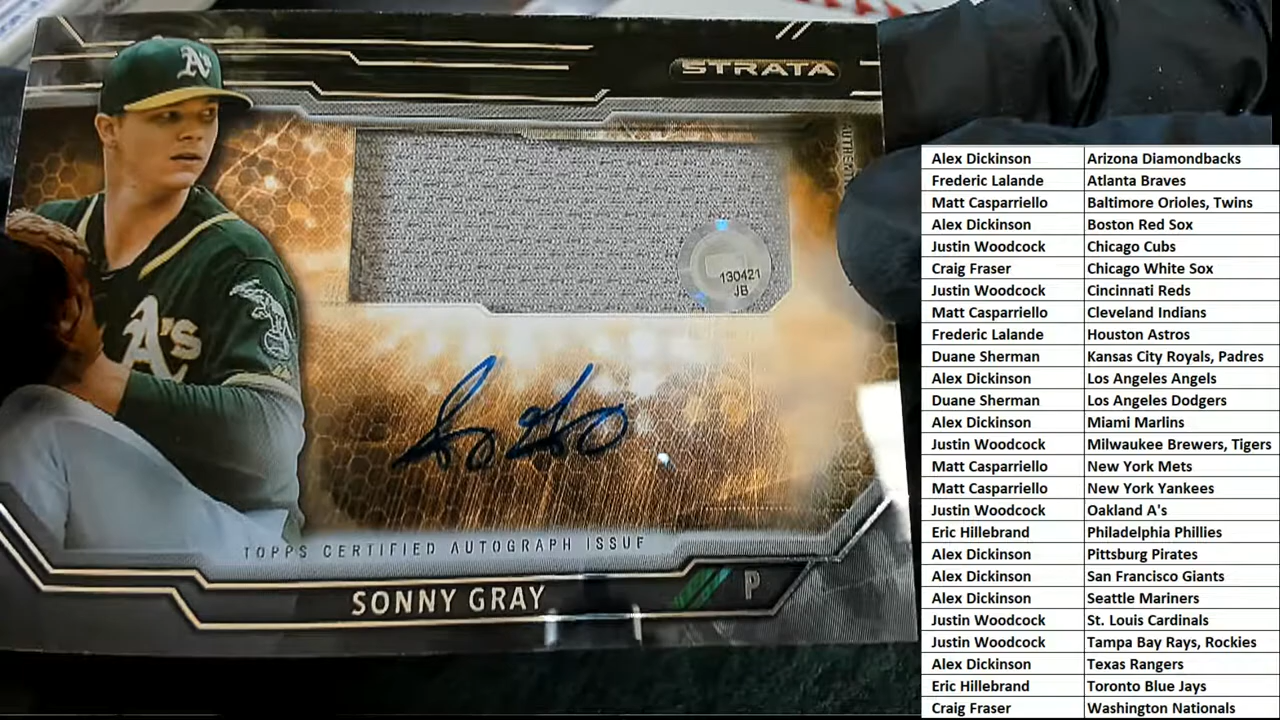 A's
STRATA
AUTHE
130421
JB
A's
TOPPS CERTIFIED AUTOGRAPH ISSUE
SONNY GRAY
P
Alex Dickinson Arizona Diamondbacks
Frederic Lalande Atlanta Braves
Matt Casparriello Baltimore Orioles, Twins
Alex Dickinson Boston Red Sox
Justin Woodcock Chicago Cubs
Craig Fraser Chicago White Sox
Justin Woodcock Cincinnati Reds
Matt Casparriello Cleveland Indians
Frederic Lalande Houston Astros
Duane Sherman Kansas City Royals, Padres
Alex Dickinson Los Angeles Angels
Duane Sherman Los Angeles Dodgers
Alex Dickinson Miami Marlins
Justin Woodcock Milwaukee Brewers, Tigers
Matt Casparriello New York Mets
Matt Casparriello New York Yankees
Justin Woodcock Oakland A's
Eric Hillebrand Philadelphia Phillies
Alex Dickinson Pittsburg Pirates
Alex Dickinson San Francisco Giants
Alex Dickinson Seattle Mariners
Justin Woodcock St. Louis Cardinals
Justin Woodcock Tampa Bay Rays, Rockies
Alex Dickinson Texas Rangers
Eric Hillebrand Toronto Blue Jays
Craig Fraser Washington Nationals